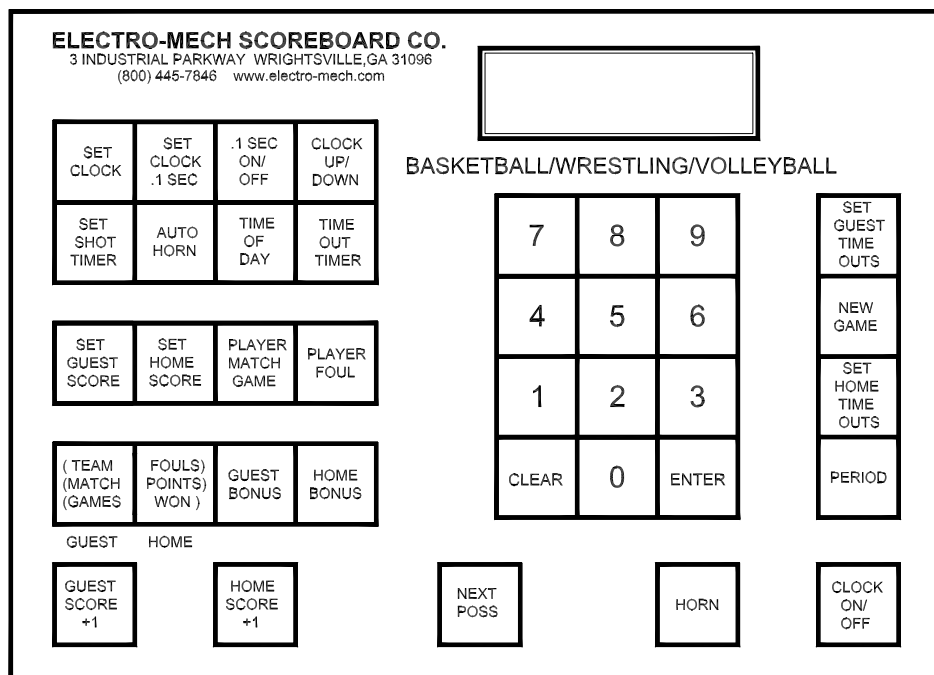 ELECTRO-MECH SCOREBOARD CO.
3 INDUSTRIAL PARKWAY WRIGHTSVILLE,GA 31096
(800) 445-7846 www.electro-mech.com
SET
CLOCK
SET
CLOCK
.1 SEC
.1 SEC
ON/
OFF
CLOCK
UP/
DOWN
SET
SHOT
TIMER
AUTO
HORN
TIME
OF
DAY
TIME
OUT
TIMER
SET
GUEST
SCORE
SET
HOME
SCORE
PLAYER
MATCH
GAME
PLAYER
FOUL
( TEAM FOULS)
(MATCH POINTS)
(GAMES WON )
GUEST
BONUS
HOME
BONUS
GUEST HOME
GUEST
SCORE
+1
HOME
SCORE
+1
BASKETBALL/WRESTLING/VOLLEYBALL
7 8 9
4 5 6
1 2 3
CLEAR 0 ENTER
SET
GUEST
TIME
OUTS
NEW
GAME
SET
HOME
TIME
OUTS
PERIOD
NEXT
POSS
HORN
CLOCK
ON/
OFF